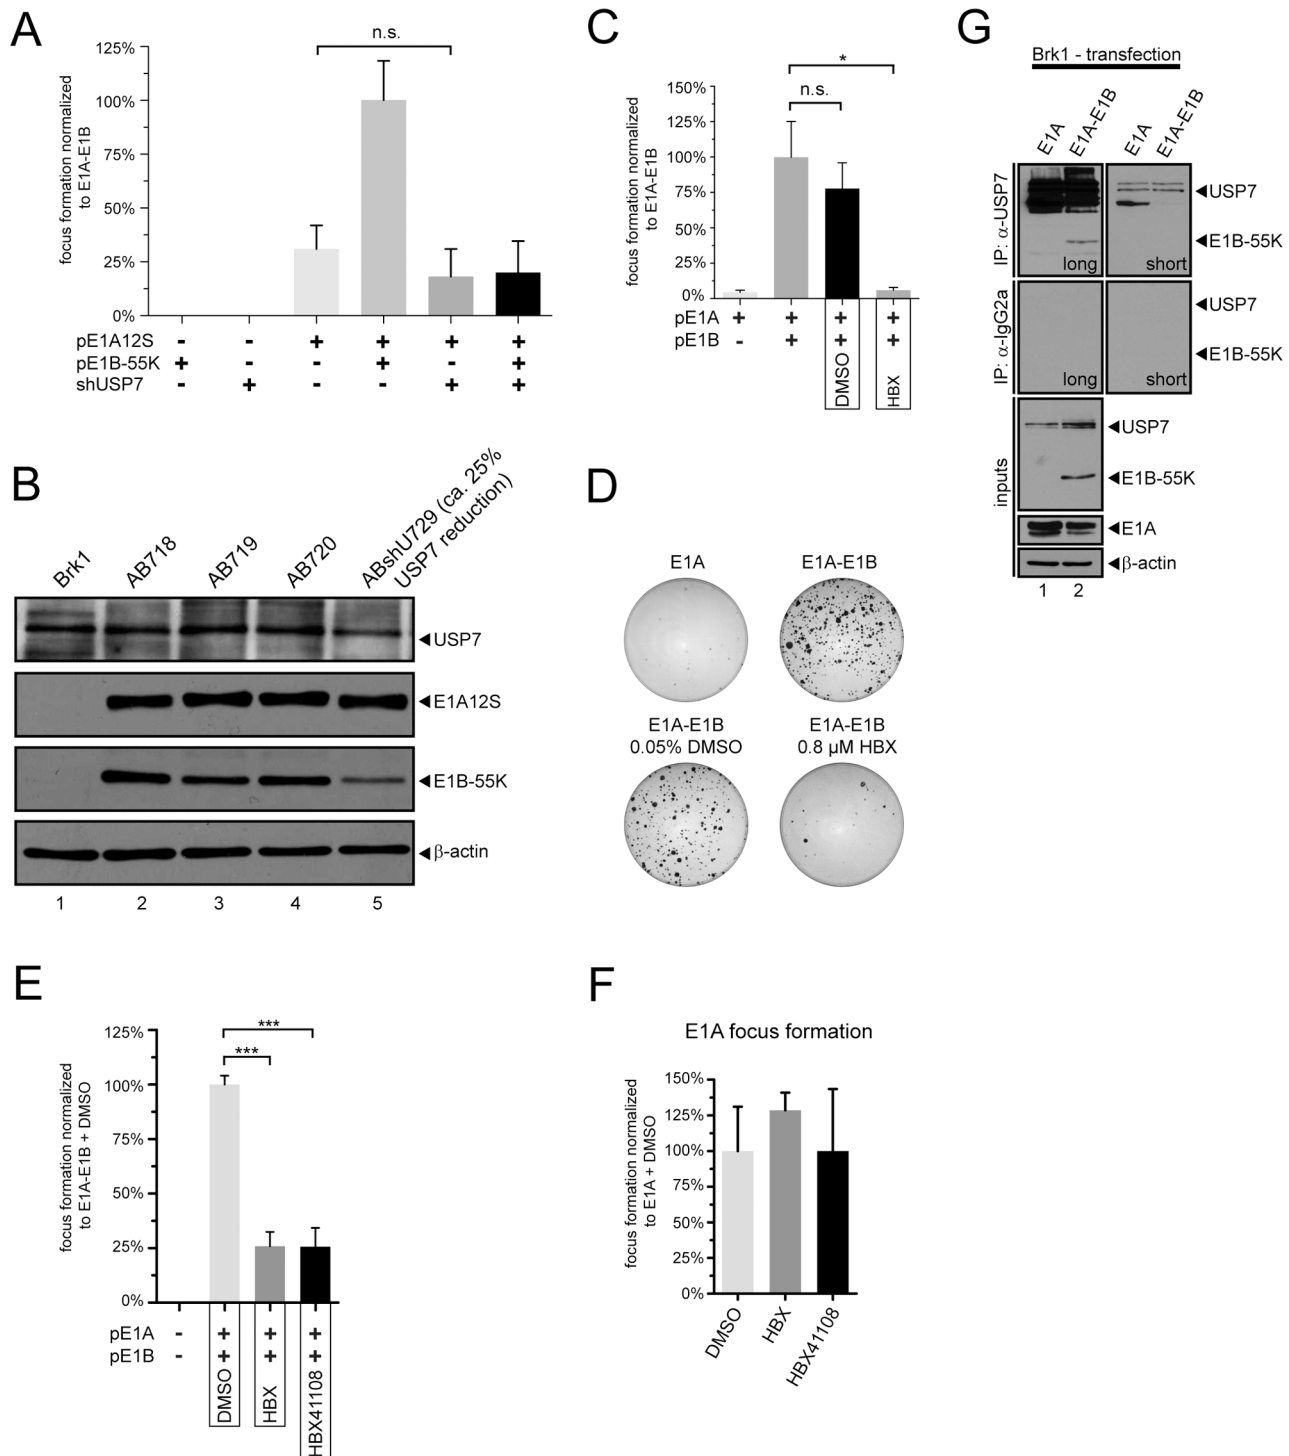 A
focus formation normalized
to E1A-E1B
125%
100%
75%
50%
25%
0%
n.s.
pE1A12S - - + + + +
pE1B-55K + - - + - +
shUSP7 - + - - + +
B
Brk1
AB718
AB719
AB720
ABshU729 (ca. 25%
USP7 reduction)
USP7
E1A12S
E1B-55K
β-actin
1 2 3 4 5
C
focus formation normalized
to E1A-E1B
150%
125%
100%
75%
50%
25%
0%
*
n.s.
pE1A + + + +
pE1B - + + +
DMSO
HBX
D
E1A
E1A-E1B
E1A-E1B
0.05% DMSO
E1A-E1B
0.8 µM HBX
E
focus formation normalized
to E1A-E1B + DMSO
125%
100%
75%
50%
25%
0%
***
***
pE1A - + + +
pE1B - + + +
DMSO
HBX
HBX41108
F
E1A focus formation
focus formation normalized
to E1A + DMSO
150%
125%
100%
75%
50%
25%
0%
DMSO
HBX
HBX41108
G
Brk1 - transfection
E1A
E1A-E1B
E1A
E1A-E1B
IP: α-USP7
long
short
USP7
E1B-55K
IP: α-IgG2a
long
short
USP7
E1B-55K
inputs
USP7
E1B-55K
E1A
β-actin
1 2